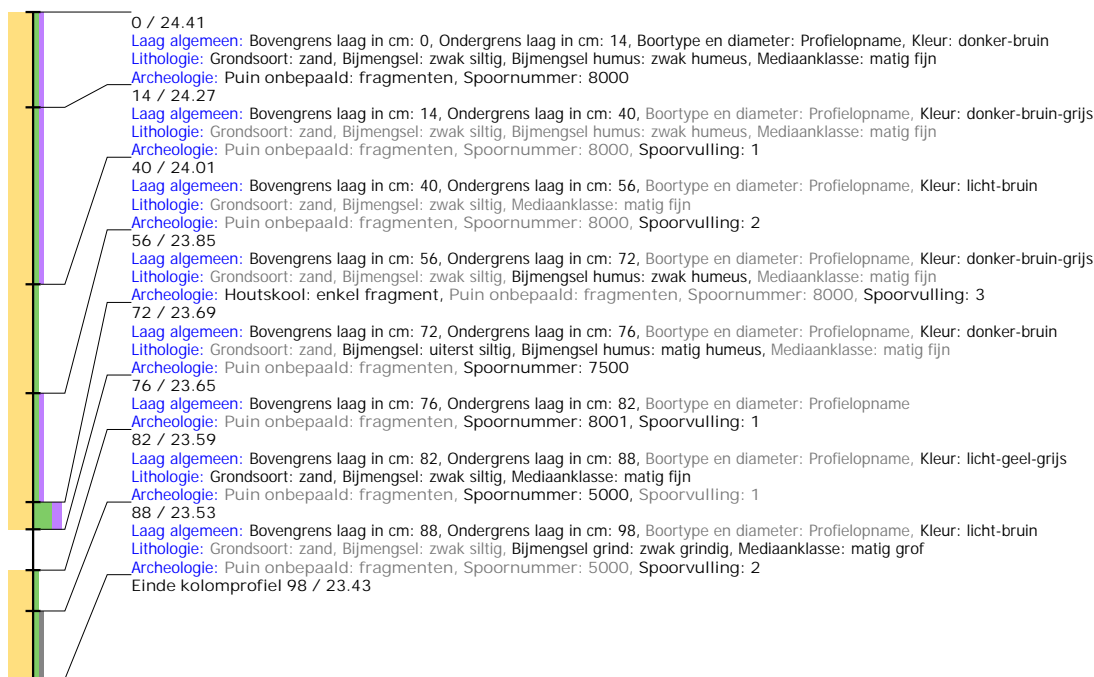 0 / 24.41
Laag algemeen: Bovengrens laag in cm: 0, Ondergrens laag in cm: 14, Boortype en diameter: Profielopname, Kleur: donker-bruin
Lithologie: Grondsoort: zand, Bijmengsel: zwak siltig, Bijmengsel humus: zwak humeus, Mediaanklasse: matig fijn
Archeologie: Puin onbepaald: fragmenten, Spoornummer: 8000
14 / 24.27
Laag algemeen: Bovengrens laag in cm: 14, Ondergrens laag in cm: 40, Boortype en diameter: Profielopname, Kleur: donker-bruin-grijs
Lithologie: Grondsoort: zand, Bijmengsel: zwak siltig, Bijmengsel humus: zwak humeus, Mediaanklasse: matig fijn
Archeologie: Puin onbepaald: fragmenten, Spoornummer: 8000, Spoorvulling: 1
40 / 24.01
Laag algemeen: Bovengrens laag in cm: 40, Ondergrens laag in cm: 56, Boortype en diameter: Profielopname, Kleur: licht-bruin
Lithologie: Grondsoort: zand, Bijmengsel: zwak siltig, Mediaanklasse: matig fijn
Archeologie: Puin onbepaald: fragmenten, Spoornummer: 8000, Spoorvulling: 2
56 / 23.85
Laag algemeen: Bovengrens laag in cm: 56, Ondergrens laag in cm: 72, Boortype en diameter: Profielopname, Kleur: donker-bruin-grijs
Lithologie: Grondsoort: zand, Bijmengsel: zwak siltig, Bijmengsel humus: zwak humeus, Mediaanklasse: matig fijn
Archeologie: Houtskool: enkel fragment, Puin onbepaald: fragmenten, Spoornummer: 8000, Spoorvulling: 3
72 / 23.69
Laag algemeen: Bovengrens laag in cm: 72, Ondergrens laag in cm: 76, Boortype en diameter: Profielopname, Kleur: donker-bruin
Lithologie: Grondsoort: zand, Bijmengsel: uiterst siltig, Bijmengsel humus: matig humeus, Mediaanklasse: matig fijn
Archeologie: Puin onbepaald: fragmenten, Spoornummer: 7500
76 / 23.65
Laag algemeen: Bovengrens laag in cm: 76, Ondergrens laag in cm: 82, Boortype en diameter: Profielopname
Archeologie: Puin onbepaald: fragmenten, Spoornummer: 8001, Spoorvulling: 1
82 / 23.59
Laag algemeen: Bovengrens laag in cm: 82, Ondergrens laag in cm: 88, Boortype en diameter: Profielopname, Kleur: licht-geel-grijs
Lithologie: Grondsoort: zand, Bijmengsel: zwak siltig, Mediaanklasse: matig fijn
Archeologie: Puin onbepaald: fragmenten, Spoornummer: 5000, Spoorvulling: 1
88 / 23.53
Laag algemeen: Bovengrens laag in cm: 88, Ondergrens laag in cm: 98, Boortype en diameter: Profielopname, Kleur: licht-bruin
Lithologie: Grondsoort: zand, Bijmengsel: zwak siltig, Bijmengsel grind: zwak grindig, Mediaanklasse: matig grof
Archeologie: Puin onbepaald: fragmenten, Spoornummer: 5000, Spoorvulling: 2
Einde kolomprofiel 98 / 23.43